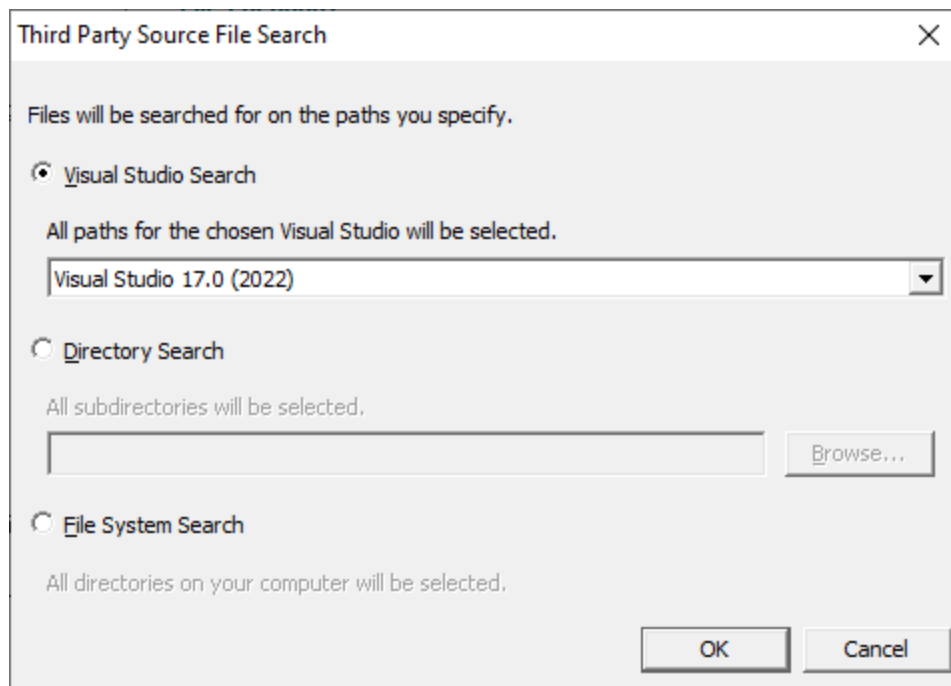 Third Party Source File Search
Files will be searched for on the paths you specify.
Visual Studio Search
All paths for the chosen Visual Studio will be selected.
Visual Studio 17.0 (2022)
Directory Search
All subdirectories will be selected.
Browse...
File System Search
All directories on your computer will be selected.
OK Cancel